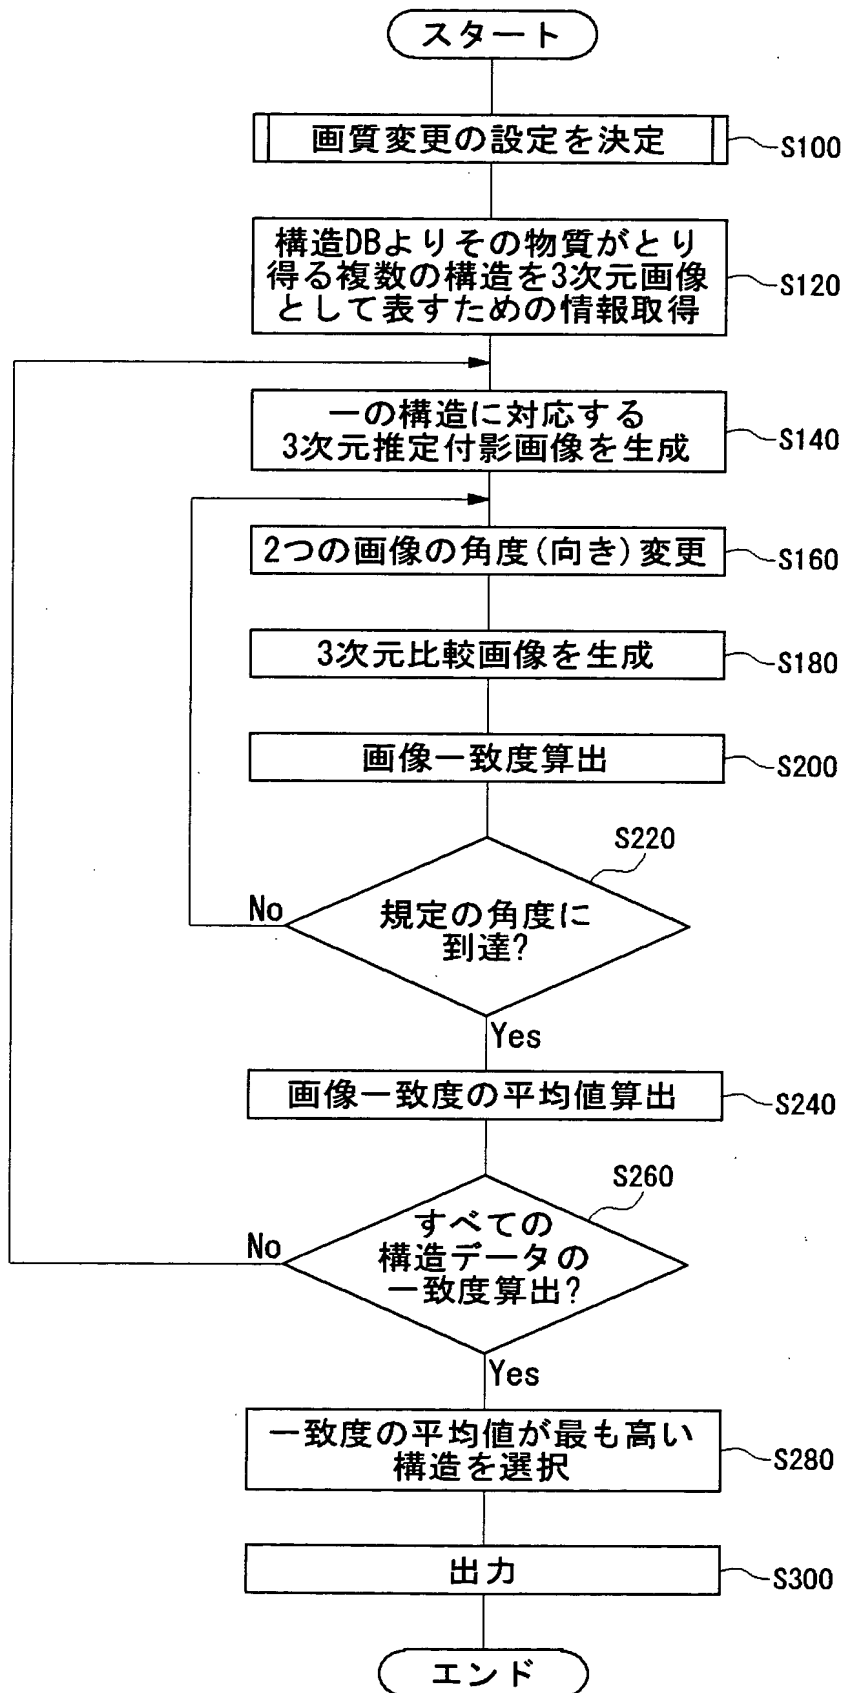 スタート
画質変更の設定を決定
S100
構造DBよりその物質がとり
得る複数の構造を3次元画像
として表すための情報取得
S120
一の構造に対応する
3次元推定付影画像を生成
S140
2つの画像の角度(向き)変更
S160
3次元比較画像を生成
S180
画像一致度算出
S200
S220
規定の角度に
到達?
No
Yes
画像一致度の平均値算出
S240
S260
すべての
構造データの
一致度算出?
No
Yes
一致度の平均値が最も高い
構造を選択
S280
出力
S300
エンド